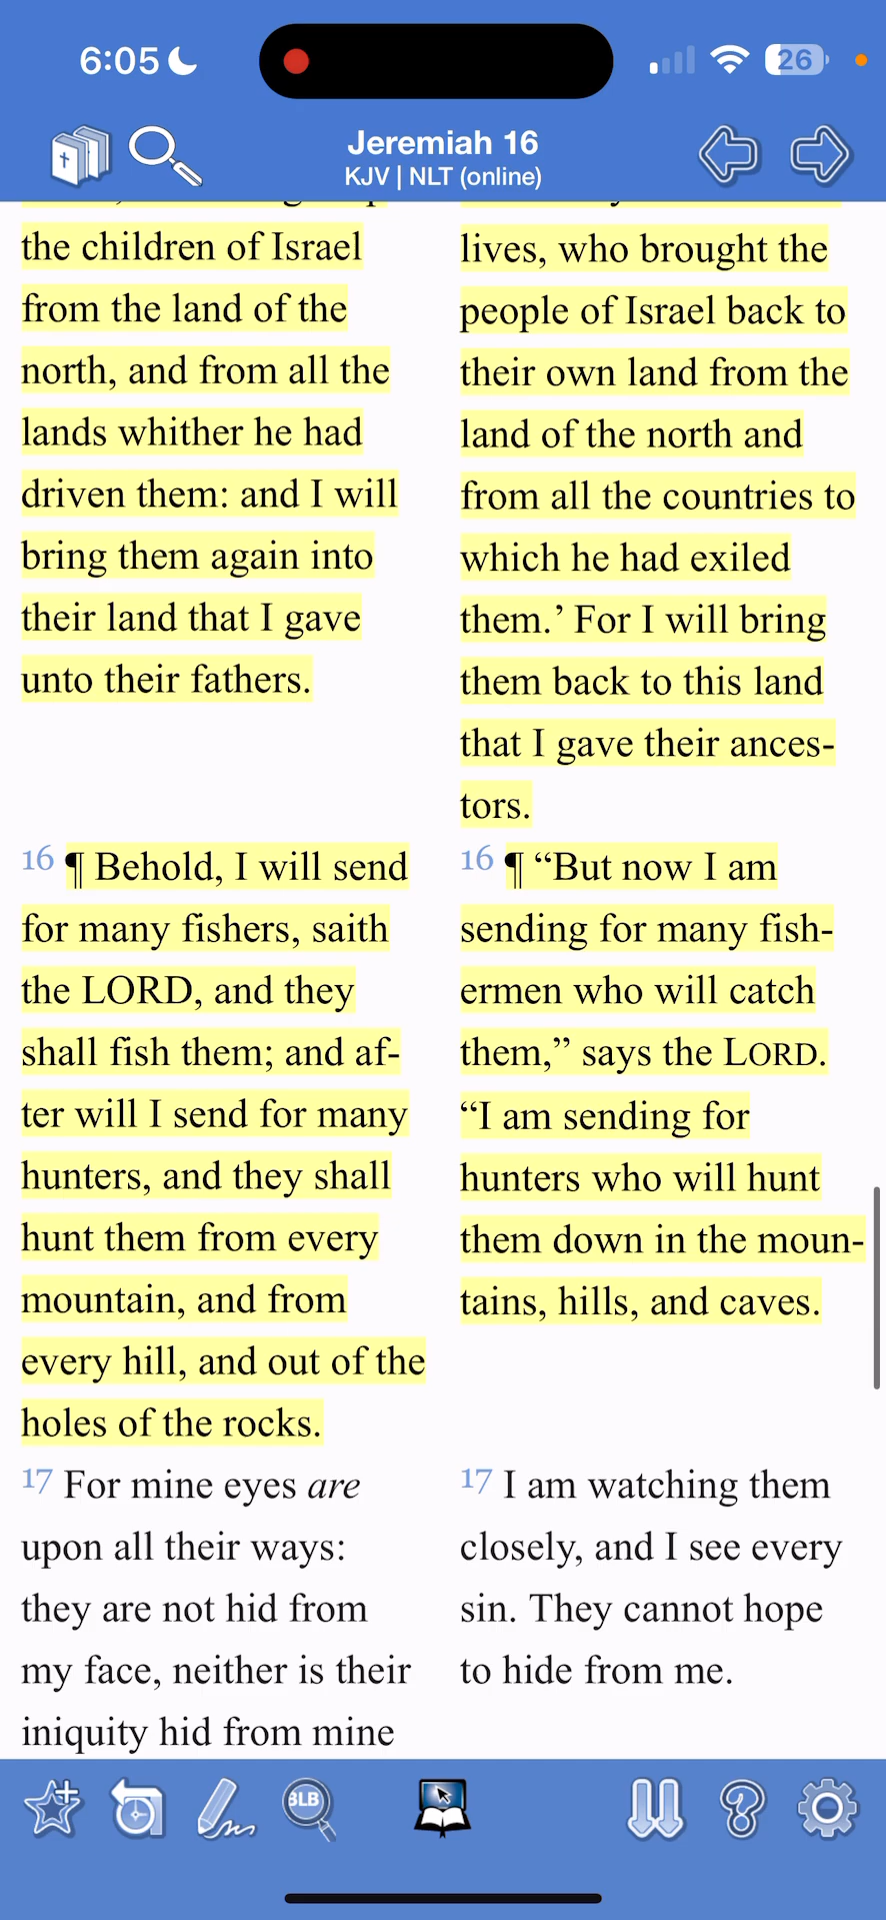 6:05
26
Jeremiah 16
KJV | NLT (online)
the children of Israel
from the land of the
north, and from all the
lands whither he had
driven them: and I will
bring them again into
their land that I gave
unto their fathers.
16 ¶ Behold, I will send
for many fishers, saith
the LORD, and they
shall fish them; and af-
ter will I send for many
hunters, and they shall
hunt them from every
mountain, and from
every hill, and out of the
holes of the rocks.
17 For mine eyes are
upon all their ways:
they are not hid from
my face, neither is their
iniquity hid from mine
lives, who brought the
people of Israel back to
their own land from the
land of the north and
from all the countries to
which he had exiled
them.’ For I will bring
them back to this land
that I gave their ances-
tors.
16 ¶ “But now I am
sending for many fish-
ermen who will catch
them,” says the LORD.
“I am sending for
hunters who will hunt
them down in the moun-
tains, hills, and caves.
17 I am watching them
closely, and I see every
sin. They cannot hope
to hide from me.
BLB